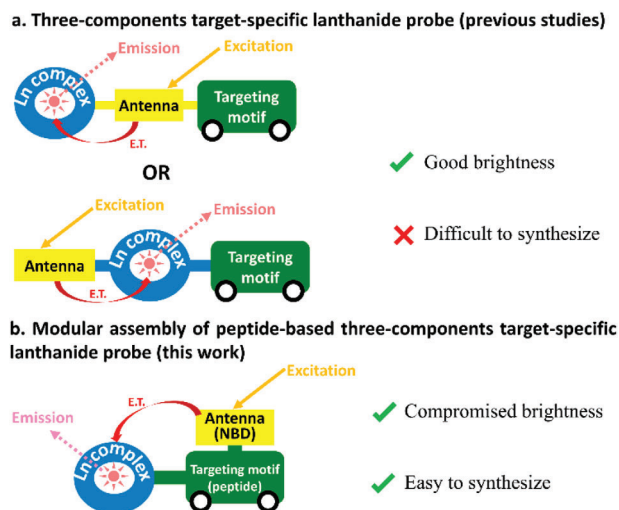 a. Three-components target-specific lanthanide probe (previous studies)
Emission
Excitation
Ln complex
Antenna
Targeting
motif
E.T.
OR
Good brightness
Excitation
Emission
Difficult to synthesize
Antenna
Ln complex
Targeting
motif
E.T.
b. Modular assembly of peptide-based three-components target-specific
lanthanide probe (this work)
Excitation
E.T.
Emission
Antenna
(NBD)
Compromised brightness
Ln complex
Targeting motif
(peptide)
Easy to synthesize